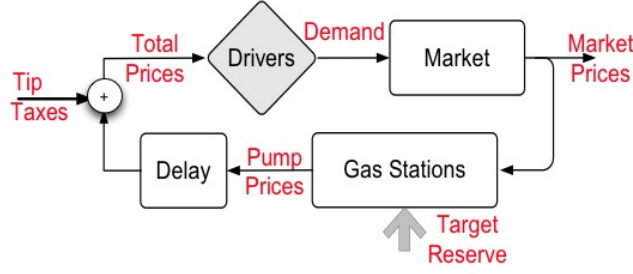 Total
Prices
Drivers
Demand
Market
Market
Prices
Tip
Taxes
+
Delay
Pump
Prices
Gas Stations
Target
Reserve